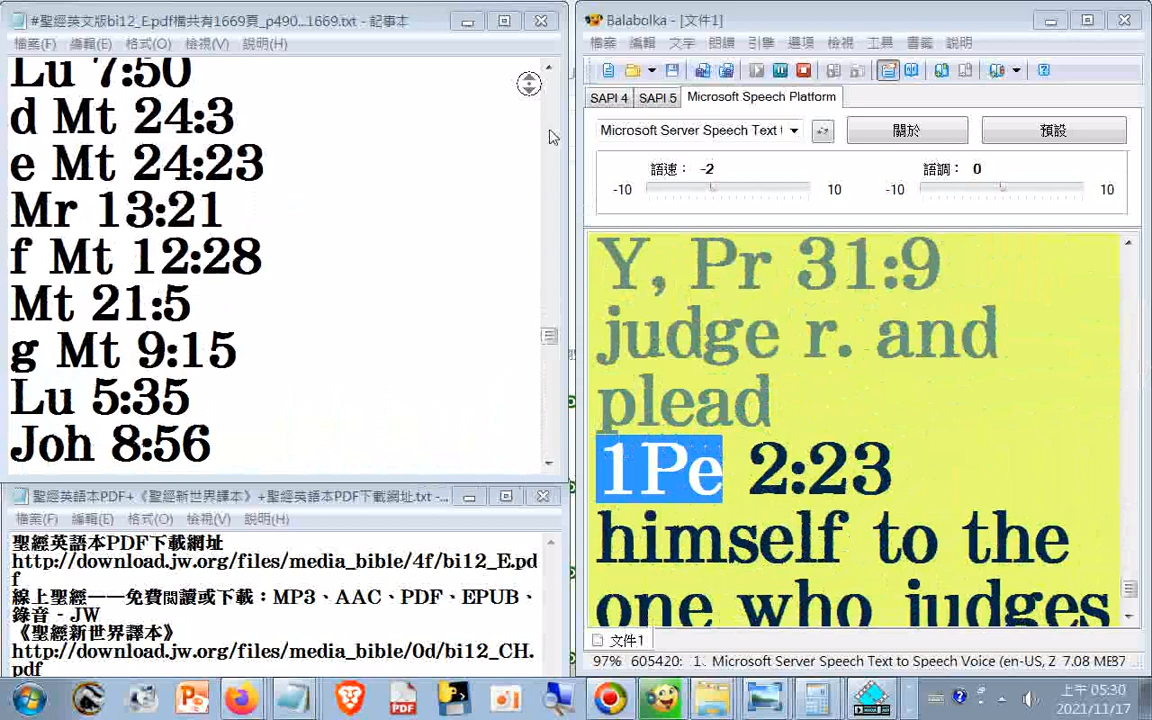 #聖經英文版bi12_E.pdf檔共有1669頁_p490...1669.txt - 記事本
檔案(F) 編輯(E) 格式(O) 檢視(V) 說明(H)
Lu 7:50
d Mt 24:3
e Mt 24:23
Mr 13:21
f Mt 12:28
Mt 21:5
g Mt 9:15
Lu 5:35
Joh 8:56
聖經英語本PDF+《聖經新世界譯本》+聖經英語本PDF下載網址.txt - ...
檔案(F) 編輯(E) 格式(O) 檢視(V) 說明(H)
聖經英語本PDF下載網址
http://download.jw.org/files/media_bible/4f/bi12_E.pd
f
線上聖經——免費閱讀或下載：MP3、AAC、PDF、EPUB、
錄音 - JW
《聖經新世界譯本》
http://download.jw.org/files/media_bible/0d/bi12_CH.
pdf
Balabolka - [文件1]
檔案 編輯 文字 朗讀 引擎 選項 檢視 工具 書籤 說明
SAPI 4 SAPI 5 Microsoft Speech Platform
Microsoft Server Speech Text t 關於 預設
語速： -2 語調： 0
-10 10 -10 10
Y, Pr 31:9
judge r. and
plead
1Pe 2:23
himself to the
one who judges
文件1
97% 605420: 1、Microsoft Server Speech Text to Speech Voice (en-US, Z 7.08 MB
上午 05:30
2021/11/17